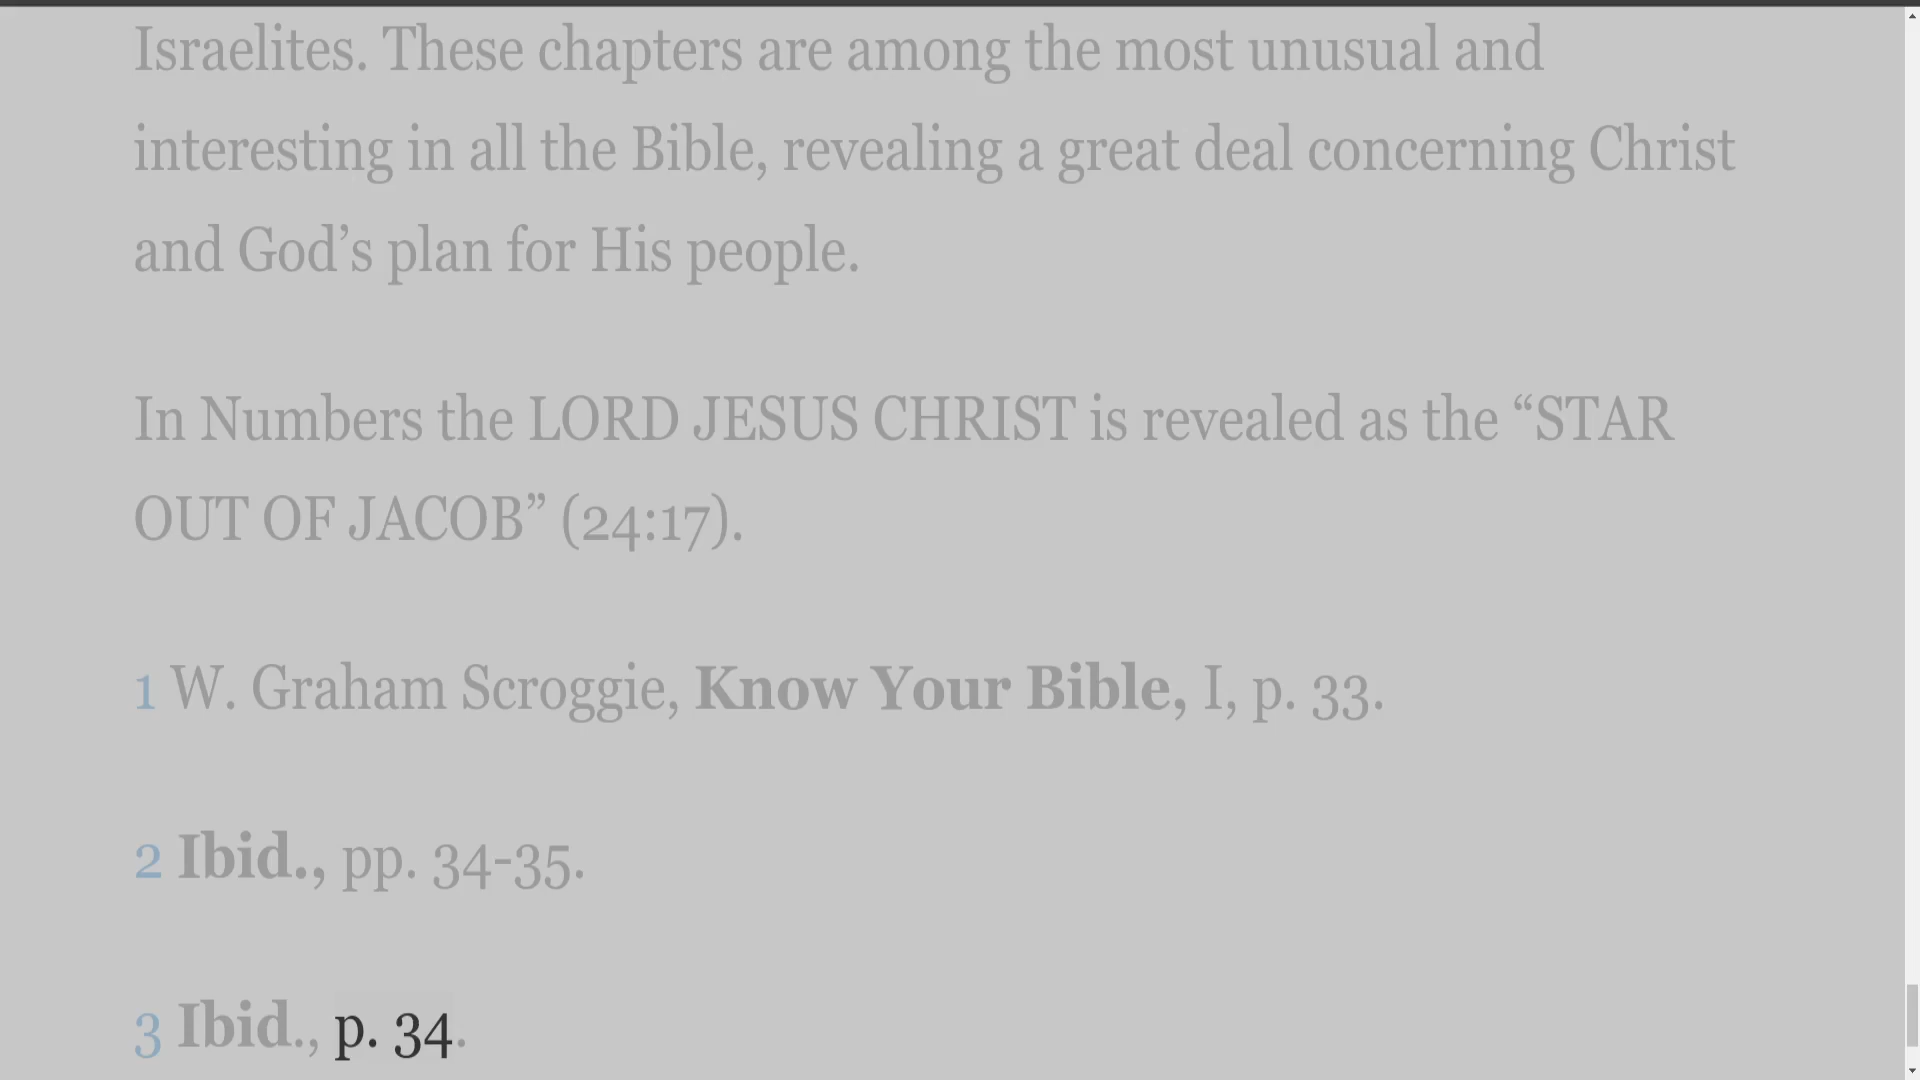 Israelites. These chapters are among the most unusual and
interesting in all the Bible, revealing a great deal concerning Christ
and God’s plan for His people.
In Numbers the LORD JESUS CHRIST is revealed as the “STAR
OUT OF JACOB” (24:17).
1 W. Graham Scroggie, Know Your Bible, I, p. 33.
2 Ibid., pp. 34-35.
3 Ibid., p. 34.